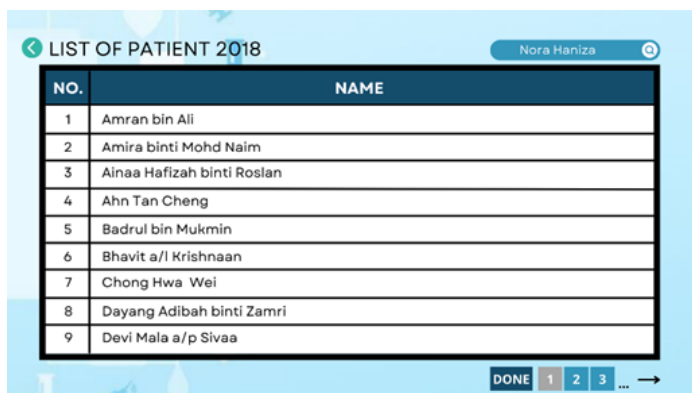 LIST OF PATIENT 2018
Nora Haniza
NO. NAME
1 Amran bin Ali
2 Amira binti Mohd Naim
3 Ainaa Hafizah binti Roslan
4 Ahn Tan Cheng
5 Badrul bin Mukmin
6 Bhavit a/l Krishnaan
7 Chong Hwa Wei
8 Dayang Adibah binti Zamri
9 Devi Mala a/p Sivaa
DONE 1 2 3 ... →